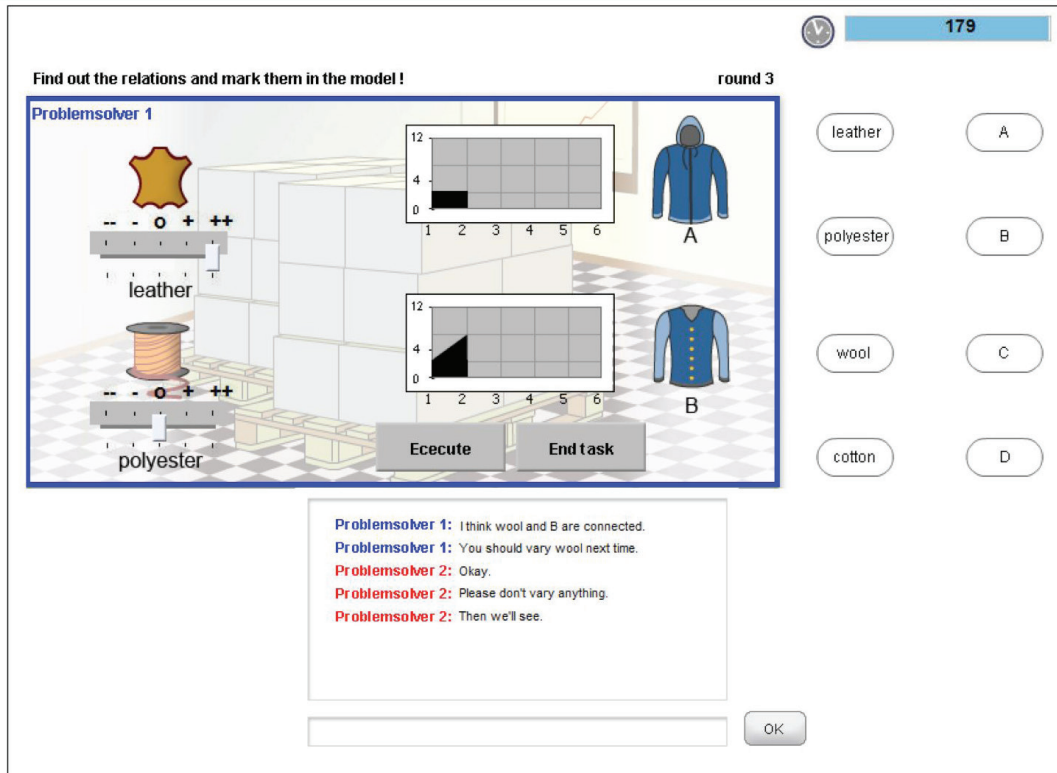 179
Find out the relations and mark them in the model !
round 3
Problemsolver 1
-- - o + ++
leather
-- - o + ++
polyester
12
4
0
1 2 3 4 5 6
A
12
4
0
1 2 3 4 5 6
B
Ececute
End task
leather
A
polyester
B
wool
C
cotton
D
Problemsolver 1: I think wool and B are connected.
Problemsolver 1: You should vary wool next time.
Problemsolver 2: Okay.
Problemsolver 2: Please don't vary anything.
Problemsolver 2: Then we'll see.
OK